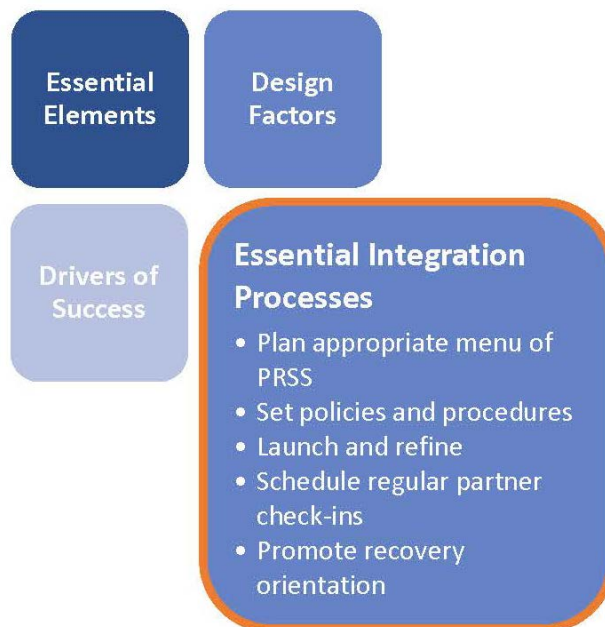 Essential
Elements
Design
Factors
Drivers of
Success
Essential Integration
Processes
• Plan appropriate menu of
PRSS
• Set policies and procedures
• Launch and refine
• Schedule regular partner
check-ins
• Promote recovery
orientation